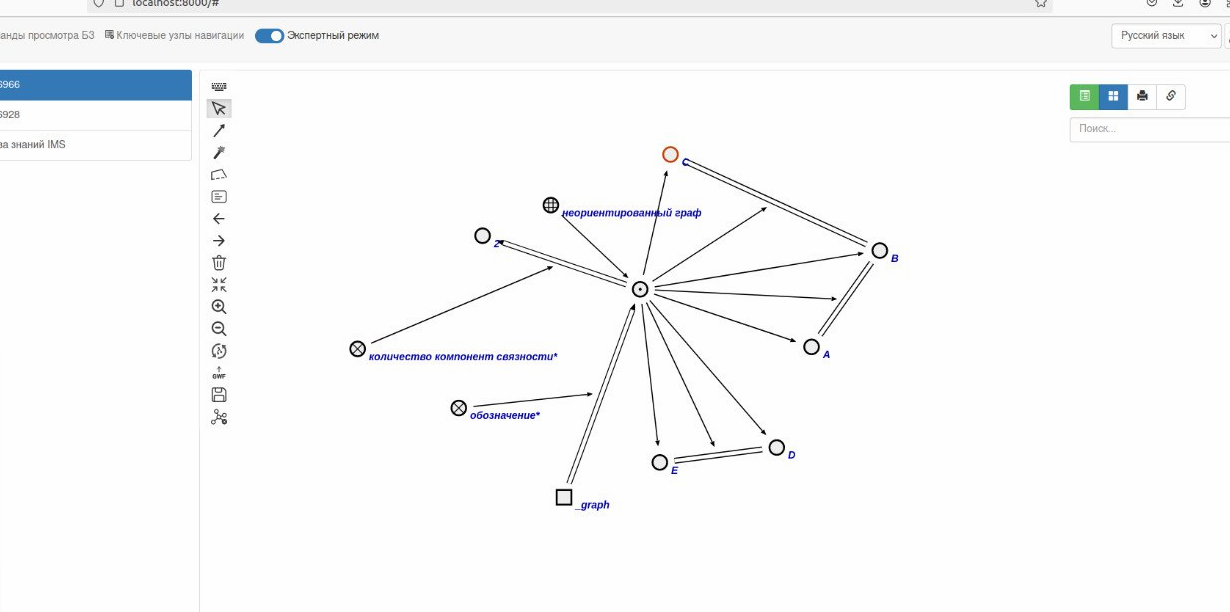 localhost:8000/#
анды просмотра БЗ Ключевые узлы навигации Экспертный режим Русский язык
6966
6928
за знаний IMS
Поиск...
GWF
C
неориентированный граф
2
B
количество компонент связности*
A
обозначение*
D
E
_graph